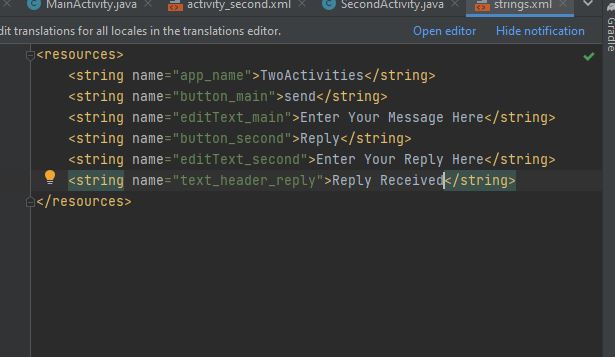 MainActivity.java activity_second.xml SecondActivity.java strings.xml
dit translations for all locales in the translations editor. Open editor Hide notification
Gradle
<resources>
<string name="app_name">TwoActivities</string>
<string name="button_main">send</string>
<string name="editText_main">Enter Your Message Here</string>
<string name="button_second">Reply</string>
<string name="editText_second">Enter Your Reply Here</string>
<string name="text_header_reply">Reply Received</string>
</resources>